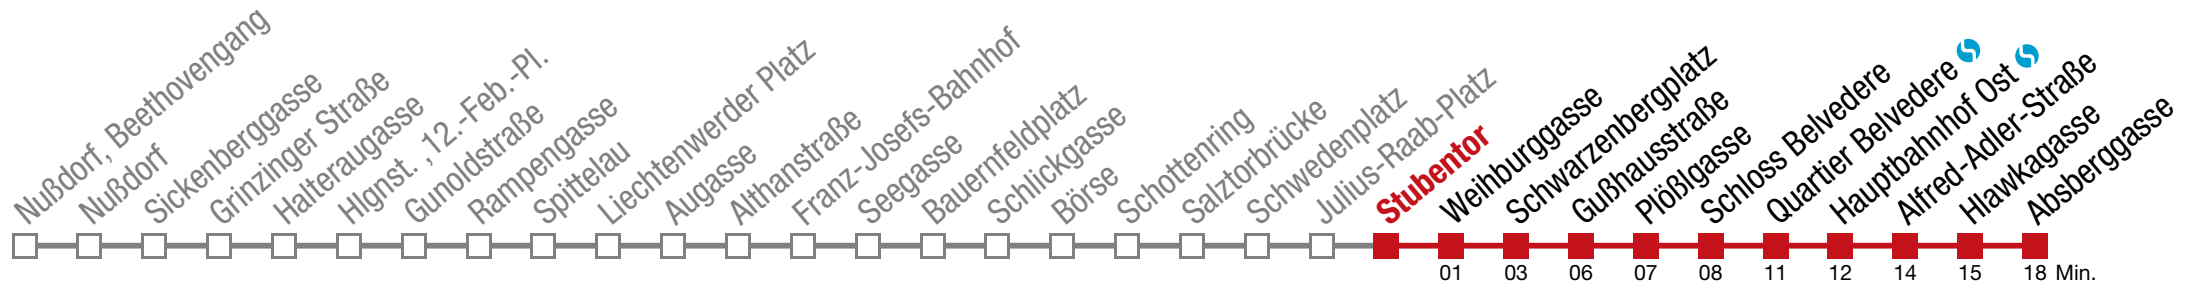 Nußdorf, Beethovengang
Nußdorf
Sickenberggasse
Grinzinger Straße
Halteraugasse
Hlgnst. , 12.-Feb.-Pl.
Gunoldstraße
Rampengasse
Spittelau
Liechtenwerder Platz
Augasse
Althanstraße
Franz-Josefs-Bahnhof
Seegasse
Bauernfeldplatz
Schlickgasse
Börse
Schottenring
Salztorbrücke
Schwedenplatz
Julius-Raab-Platz
Stubentor
Weihburggasse
Schwarzenbergplatz
Gußhausstraße
Plößlgasse
Schloss Belvedere
Quartier Belvedere
Hauptbahnhof Ost
Alfred-Adler-Straße
Hlawkagasse
Absberggasse
01 03 06 07 08 11 12 14 15 18 Min.